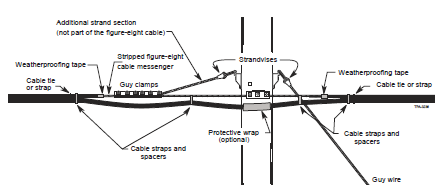 Additional strand section
(not part of the figure-eight cable)
Stripped figure-eight
cable messenger
Strandvises
Weatherproofing tape
Weatherproofing tape
Cable tie
or strap
Guy clamps
Cable tie or strap
Protective wrap
(optional)
Cable straps and
spacers
Cable straps and
spacers
Guy wire